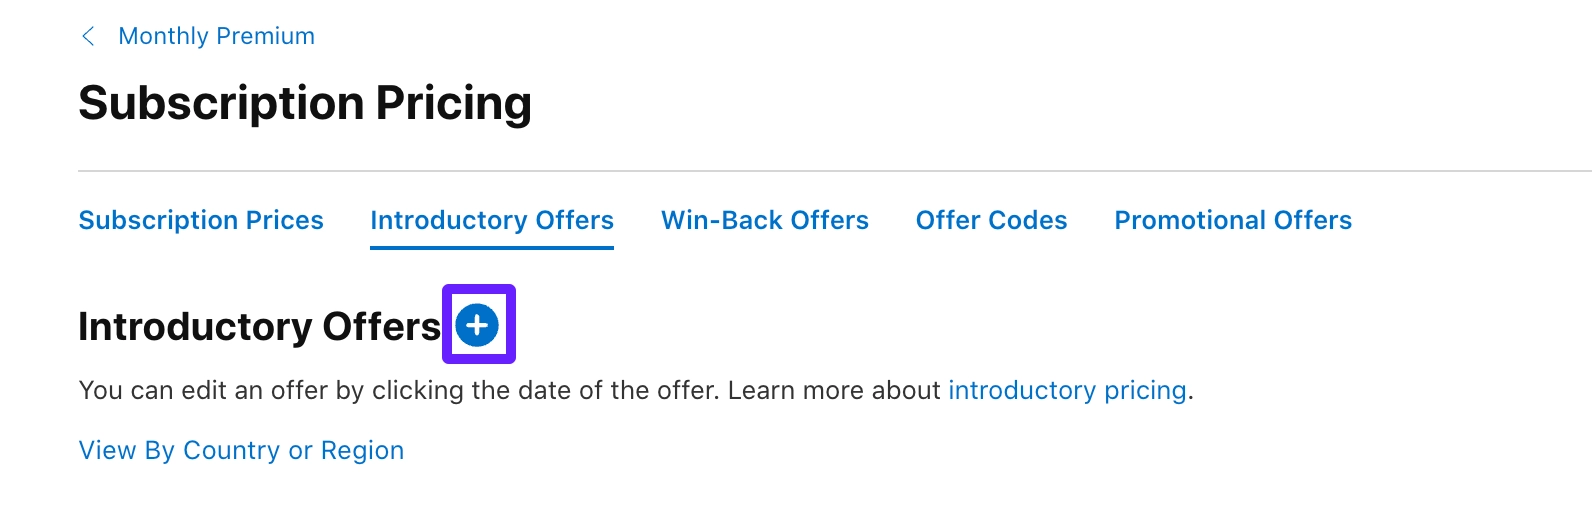 Monthly Premium
Subscription Pricing
Subscription Prices Introductory Offers Win-Back Offers Offer Codes Promotional Offers
Introductory Offers
You can edit an offer by clicking the date of the offer. Learn more about introductory pricing.
View By Country or Region